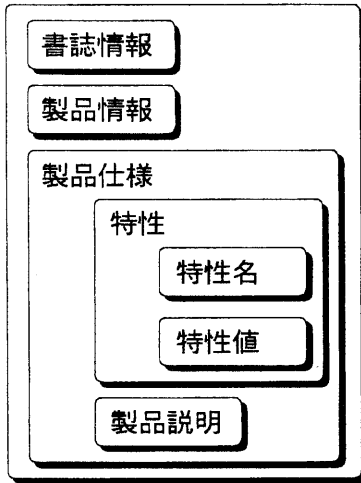 書誌情報
製品情報
製品仕様
特性
特性名
特性値
製品説明